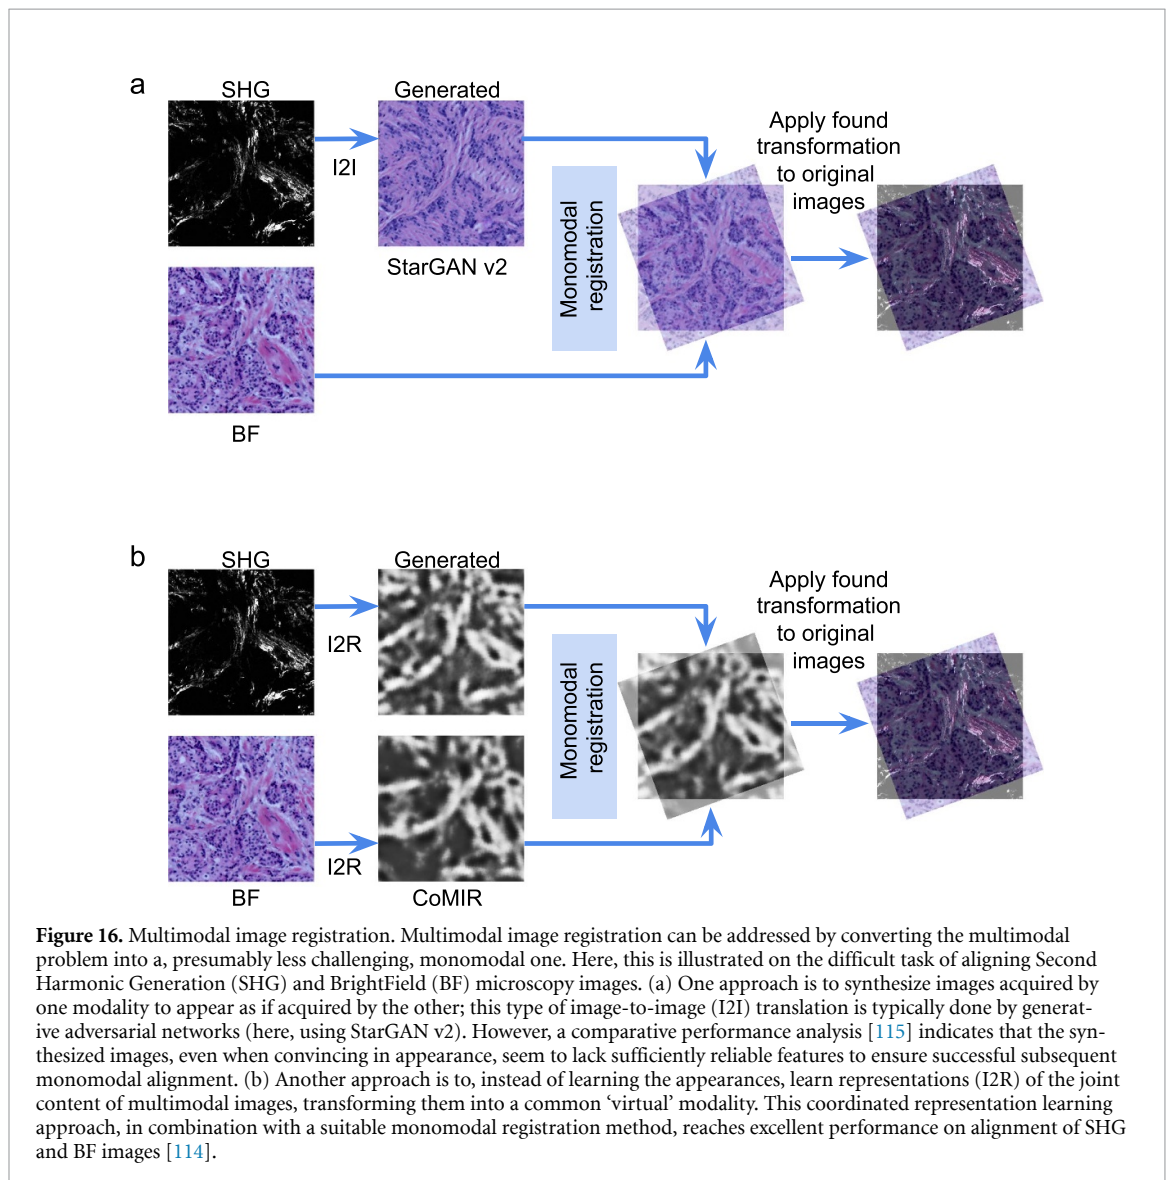 a
SHG
Generated
I2I
StarGAN v2
BF
Monomodal
registration
Apply found
transformation
to original
images
b
SHG
Generated
I2R
BF
I2R
CoMIR
Monomodal
registration
Apply found
transformation
to original
images
Figure 16. Multimodal image registration. Multimodal image registration can be addressed by converting the multimodal
problem into a, presumably less challenging, monomodal one. Here, this is illustrated on the difficult task of aligning Second
Harmonic Generation (SHG) and BrightField (BF) microscopy images. (a) One approach is to synthesize images acquired by
one modality to appear as if acquired by the other; this type of image-to-image (I2I) translation is typically done by generat-
ive adversarial networks (here, using StarGAN v2). However, a comparative performance analysis [115] indicates that the syn-
thesized images, even when convincing in appearance, seem to lack sufficiently reliable features to ensure successful subsequent
monomodal alignment. (b) Another approach is to, instead of learning the appearances, learn representations (I2R) of the joint
content of multimodal images, transforming them into a common ‘virtual’ modality. This coordinated representation learning
approach, in combination with a suitable monomodal registration method, reaches excellent performance on alignment of SHG
and BF images [114].